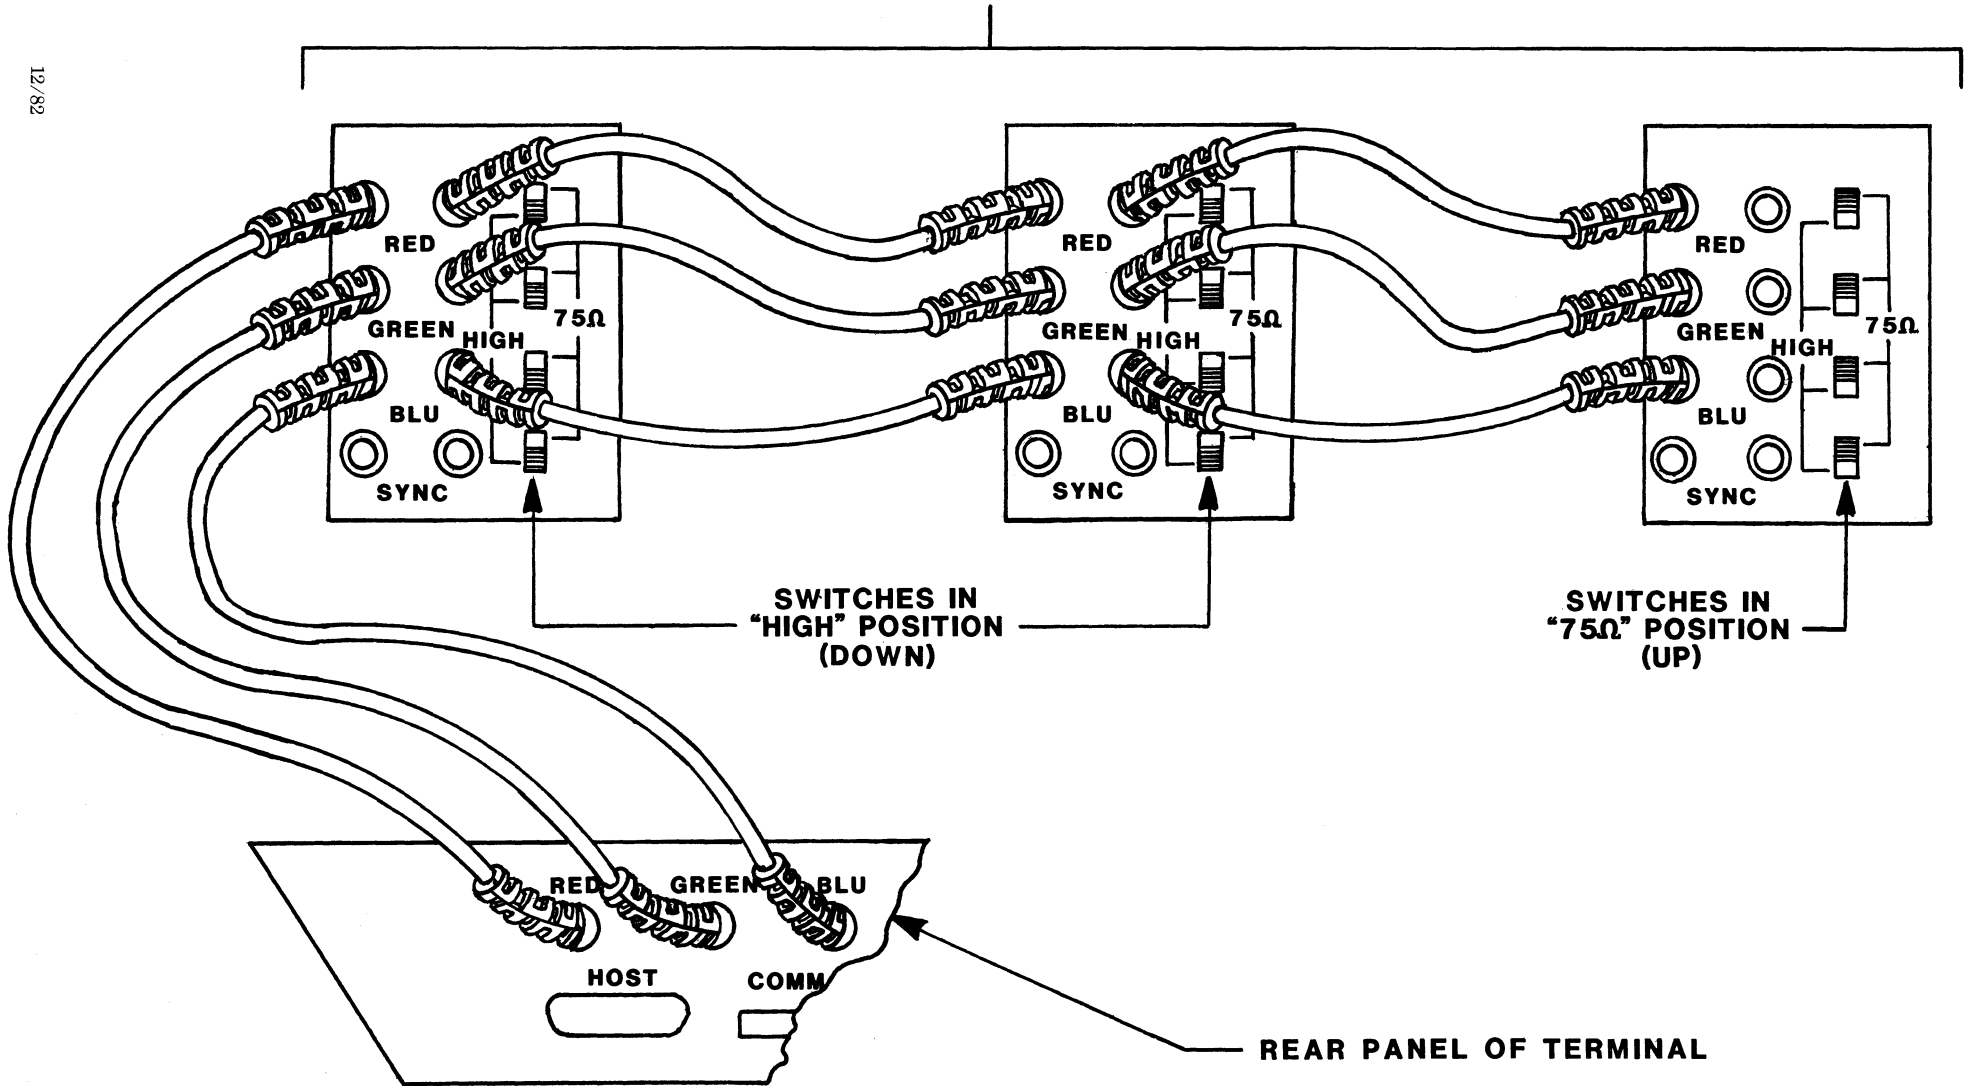 12/82
RED
GREEN
HIGH
75Ω
BLU
SYNC
RED
GREEN
HIGH
75Ω
BLU
SYNC
RED
GREEN
HIGH
75Ω
BLU
SYNC
SWITCHES IN
"HIGH" POSITION
(DOWN)
SWITCHES IN
"75Ω" POSITION
(UP)
RED
GREEN
BLU
HOST
COMM
REAR PANEL OF TERMINAL